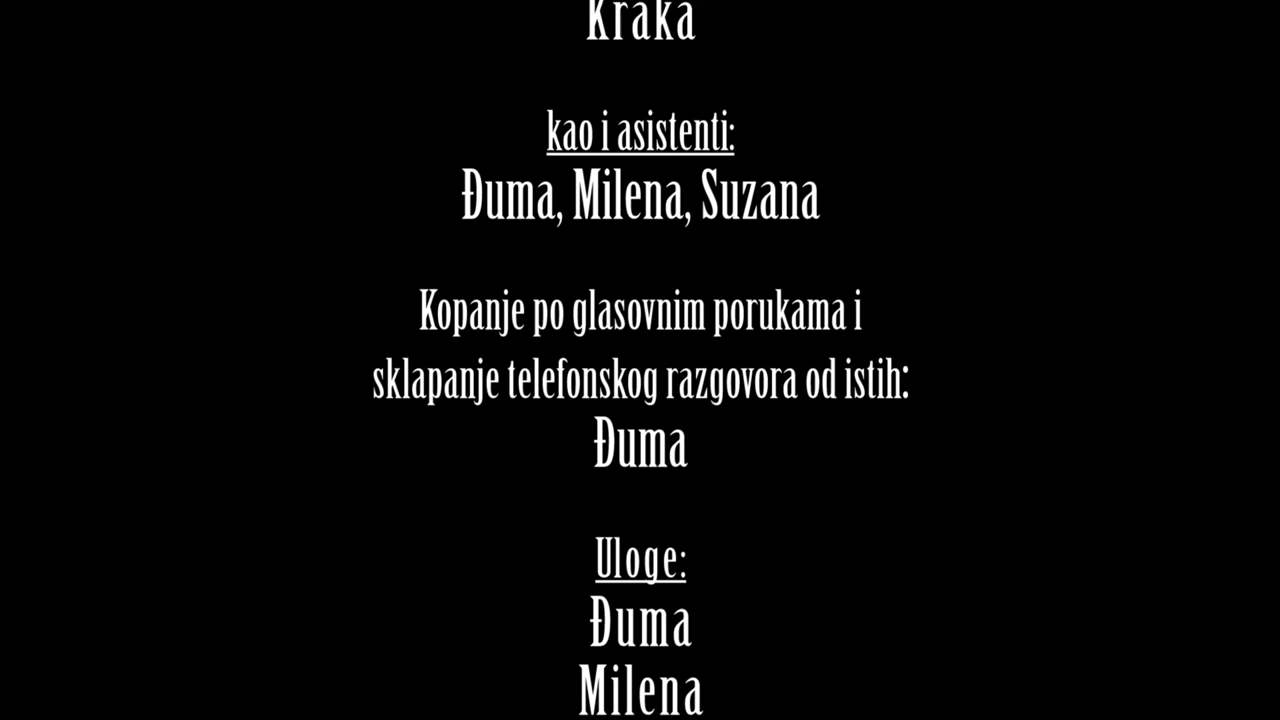 Kraka
kao i asistenti:
Đuma, Milena, Suzana
Kopanje po glasovnim porukama i
sklapanje telefonskog razgovora od istih:
Đuma
Uloge:
Đuma
Milena